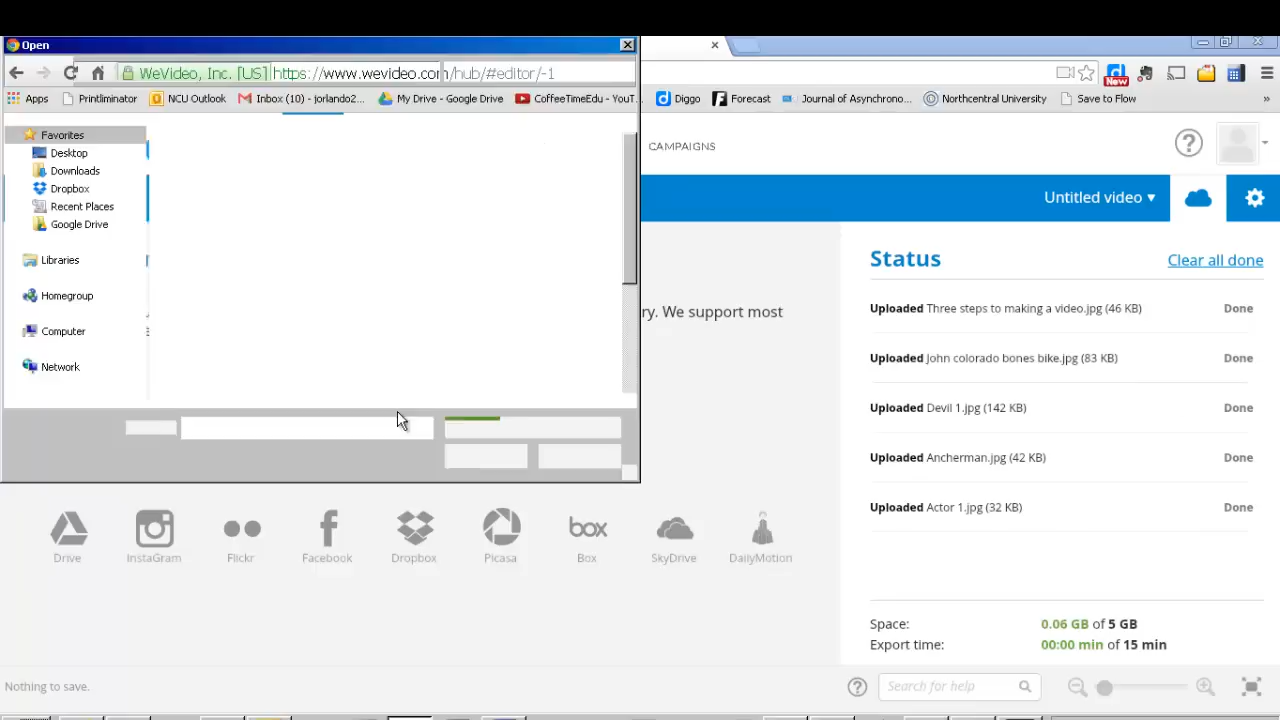 Open
WeVideo, Inc. [US] https://www.wevideo.com/hub/#editor/-1
Apps Printliminator NCU Outlook Inbox (10) - jorlando2... My Drive - Google Drive CoffeeTimeEdu - YouT... Diggo Forecast Journal of Asynchrono... Northcentral University Save to Flow »
New
Favorites
Desktop
Downloads
Dropbox
Recent Places
Google Drive
Libraries
Homegroup
Computer
Network
CAMPAIGNS
Untitled video
ry. We support most
Status Clear all done
Uploaded Three steps to making a video.jpg (46 KB) Done
Uploaded John colorado bones bike.jpg (83 KB) Done
Uploaded Devil 1.jpg (142 KB) Done
Uploaded Ancherman.jpg (42 KB) Done
Uploaded Actor 1.jpg (32 KB) Done
Drive InstaGram Flickr Facebook Dropbox Picasa Box SkyDrive DailyMotion
box
Space: 0.06 GB of 5 GB
Export time: 00:00 min of 15 min
Nothing to save.
Search for help